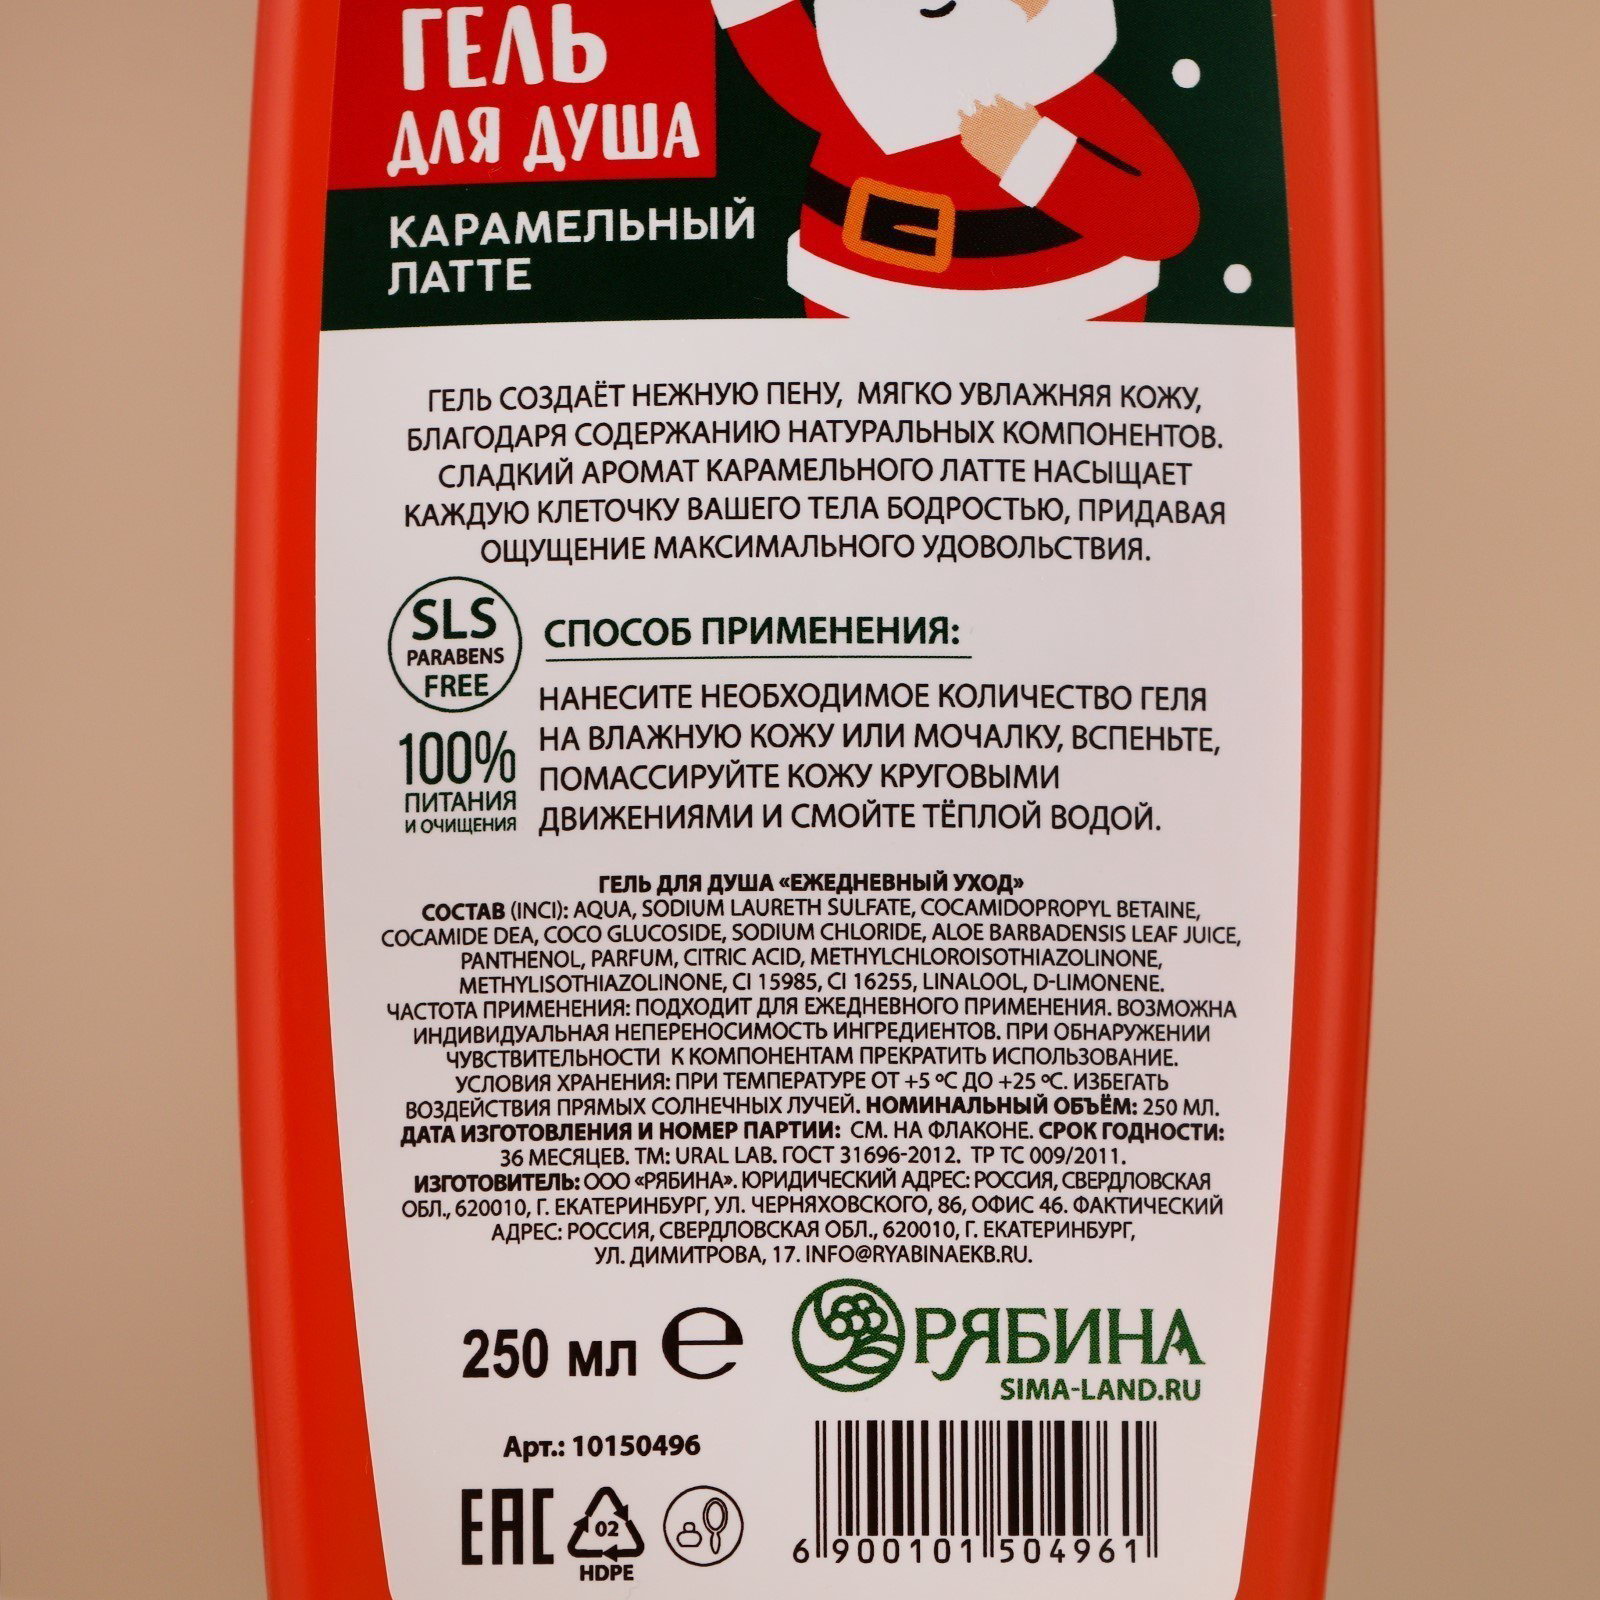 ГЕЛЬ
ДЛЯ ДУША
КАРАМЕЛЬНЫЙ
ЛАТТЕ
ГЕЛЬ СОЗДАЁТ НЕЖНУЮ ПЕНУ, МЯГКО УВЛАЖНЯЯ КОЖУ,
БЛАГОДАРЯ СОДЕРЖАНИЮ НАТУРАЛЬНЫХ КОМПОНЕНТОВ.
СЛАДКИЙ АРОМАТ КАРАМЕЛЬНОГО ЛАТТЕ НАСЫЩАЕТ
КАЖДУЮ КЛЕТОЧКУ ВАШЕГО ТЕЛА БОДРОСТЬЮ, ПРИДАВАЯ
ОЩУЩЕНИЕ МАКСИМАЛЬНОГО УДОВОЛЬСТВИЯ.
SLS
PARABENS
FREE
100%
ПИТАНИЯ
И ОЧИЩЕНИЯ
СПОСОБ ПРИМЕНЕНИЯ:
НАНЕСИТЕ НЕОБХОДИМОЕ КОЛИЧЕСТВО ГЕЛЯ
НА ВЛАЖНУЮ КОЖУ ИЛИ МОЧАЛКУ, ВСПЕНЬТЕ,
ПОМАССИРУЙТЕ КОЖУ КРУГОВЫМИ
ДВИЖЕНИЯМИ И СМОЙТЕ ТЁПЛОЙ ВОДОЙ.
ГЕЛЬ ДЛЯ ДУША «ЕЖЕДНЕВНЫЙ УХОД»
СОСТАВ (INCI): AQUA, SODIUM LAURETH SULFATE, COCAMIDOPROPYL BETAINE,
COCAMIDE DEA, COCO GLUCOSIDE, SODIUM CHLORIDE, ALOE BARBADENSIS LEAF JUICE,
PANTHENOL, PARFUM, CITRIC ACID, METHYLCHLOROISOTHIAZOLINONE,
METHYLISOTHIAZOLINONE, CI 15985, CI 16255, LINALOOL, D-LIMONENE.
ЧАСТОТА ПРИМЕНЕНИЯ: ПОДХОДИТ ДЛЯ ЕЖЕДНЕВНОГО ПРИМЕНЕНИЯ. ВОЗМОЖНА
ИНДИВИДУАЛЬНАЯ НЕПЕРЕНОСИМОСТЬ ИНГРЕДИЕНТОВ. ПРИ ОБНАРУЖЕНИИ
ЧУВСТВИТЕЛЬНОСТИ К КОМПОНЕНТАМ ПРЕКРАТИТЬ ИСПОЛЬЗОВАНИЕ.
УСЛОВИЯ ХРАНЕНИЯ: ПРИ ТЕМПЕРАТУРЕ ОТ +5 ºC ДО +25 ºC. ИЗБЕГАТЬ
ВОЗДЕЙСТВИЯ ПРЯМЫХ СОЛНЕЧНЫХ ЛУЧЕЙ. НОМИНАЛЬНЫЙ ОБЪЁМ: 250 МЛ.
ДАТА ИЗГОТОВЛЕНИЯ И НОМЕР ПАРТИИ: СМ. НА ФЛАКОНЕ. СРОК ГОДНОСТИ:
36 МЕСЯЦЕВ. ТМ: URAL LAB. ГОСТ 31696-2012. ТР ТС 009/2011.
ИЗГОТОВИТЕЛЬ: ООО «РЯБИНА». ЮРИДИЧЕСКИЙ АДРЕС: РОССИЯ, СВЕРДЛОВСКАЯ
ОБЛ., 620010, Г. ЕКАТЕРИНБУРГ, УЛ. ЧЕРНЯХОВСКОГО, 86, ОФИС 46. ФАКТИЧЕСКИЙ
АДРЕС: РОССИЯ, СВЕРДЛОВСКАЯ ОБЛ., 620010, Г. ЕКАТЕРИНБУРГ,
УЛ. ДИМИТРОВА, 17. INFO@RYABINAEKB.RU.
250 мл ℮
РЯБИНА
SIMA-LAND.RU
Арт.: 10150496
EAC
02
HDPE
6 900101 504961